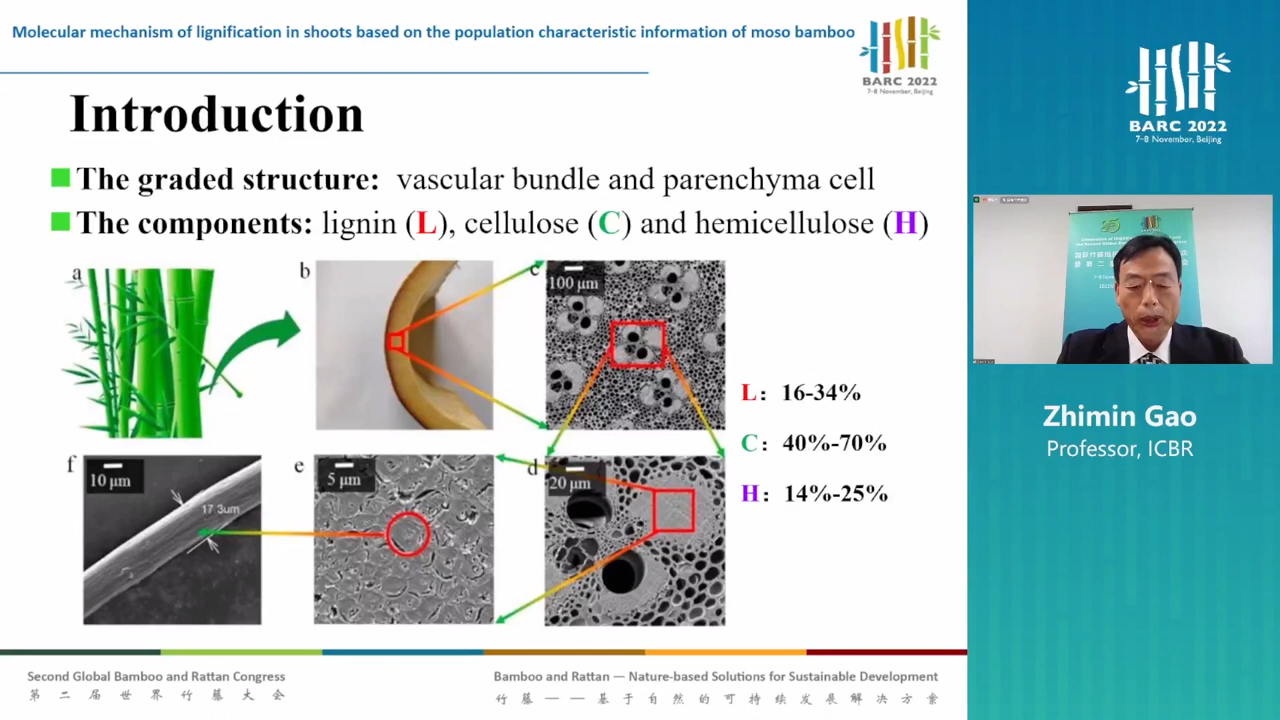 Molecular mechanism of lignification in shoots based on the population characteristic information of moso bamboo
BARC 2022
7-8 November, Beijing
Introduction
The graded structure: vascular bundle and parenchyma cell
The components: lignin (L), cellulose (C) and hemicellulose (H)
a
b
c
100 μm
L: 16-34%
C: 40%-70%
H: 14%-25%
f
10 μm
17.3um
e
5 μm
d
20 μm
Second Global Bamboo and Rattan Congress
第二届世界竹藤大会
Bamboo and Rattan — Nature-based Solutions for Sustainable Development
竹藤——基于自然的可持续发展解决方案
BARC 2022
7-8 November, Beijing
Zhimin Gao
Professor, ICBR